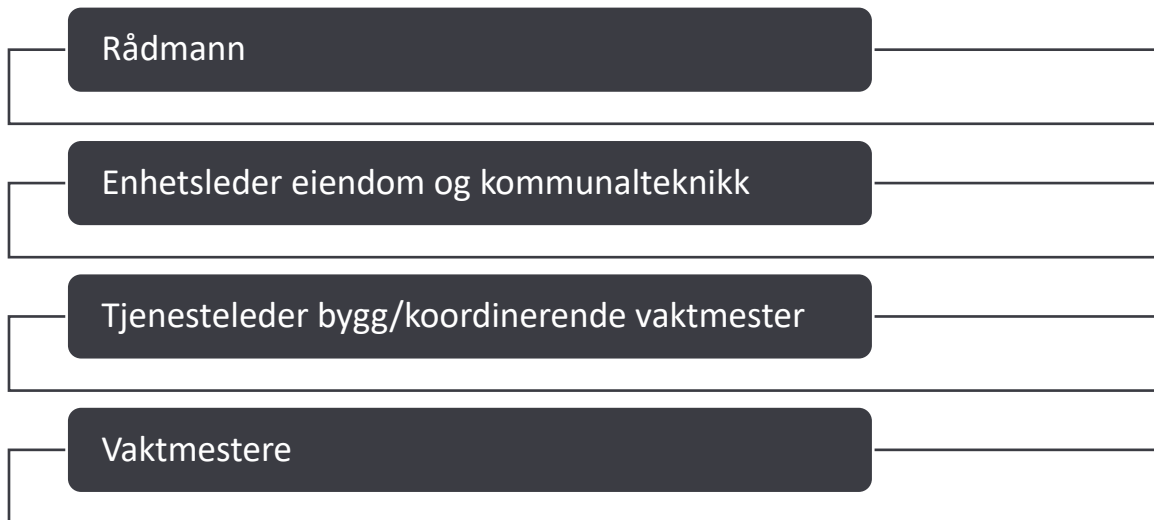 Rådmann
Enhetsleder eiendom og kommunalteknikk
Tjenesteleder bygg/koordinerende vaktmester
Vaktmestere